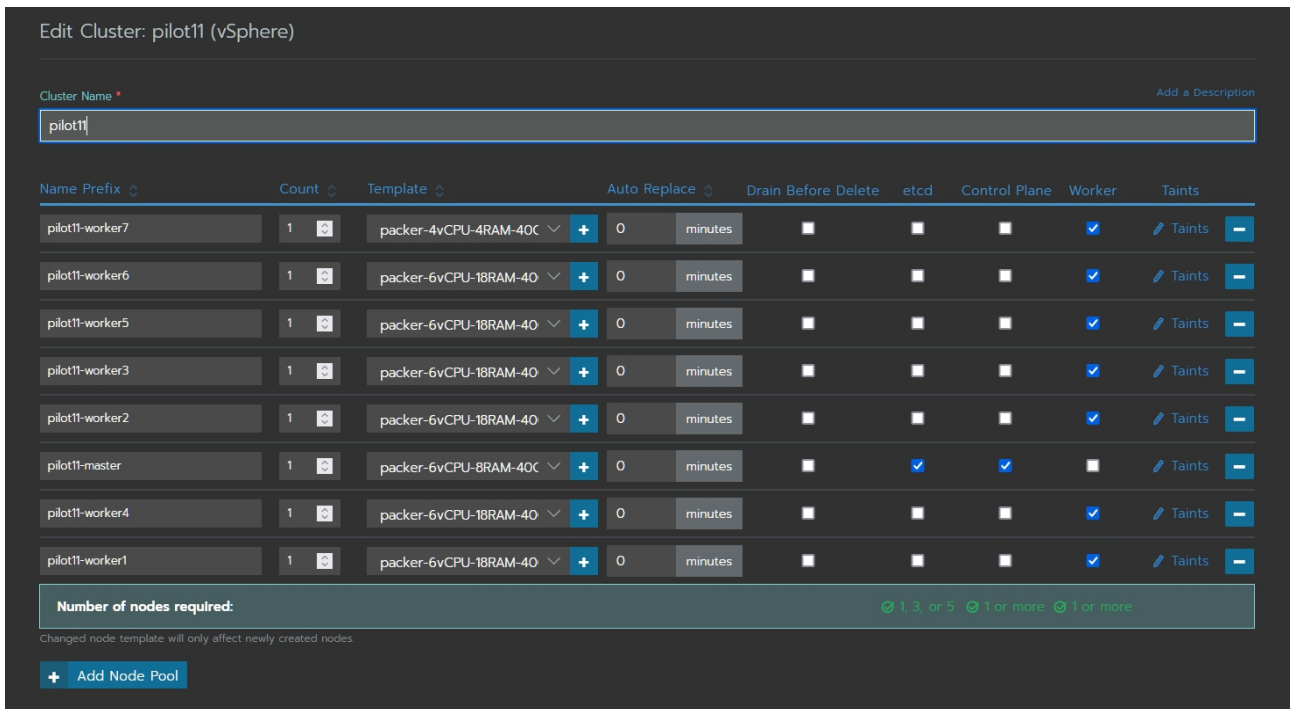 Edit Cluster: pilot11 (vSphere)
Cluster Name * Add a Description
pilot11
Name Prefix Count Template Auto Replace Drain Before Delete etcd Control Plane Worker Taints
pilot11-worker7 1 packer-4vCPU-4RAM-40C + 0 minutes Taints −
pilot11-worker6 1 packer-6vCPU-18RAM-40 + 0 minutes Taints −
pilot11-worker5 1 packer-6vCPU-18RAM-40 + 0 minutes Taints −
pilot11-worker3 1 packer-6vCPU-18RAM-40 + 0 minutes Taints −
pilot11-worker2 1 packer-6vCPU-18RAM-40 + 0 minutes Taints −
pilot11-master 1 packer-6vCPU-8RAM-40C + 0 minutes Taints −
pilot11-worker4 1 packer-6vCPU-18RAM-40 + 0 minutes Taints −
pilot11-worker1 1 packer-6vCPU-18RAM-40 + 0 minutes Taints −
Number of nodes required: 1, 3, or 5 1 or more 1 or more
Changed node template will only affect newly created nodes.
+ Add Node Pool